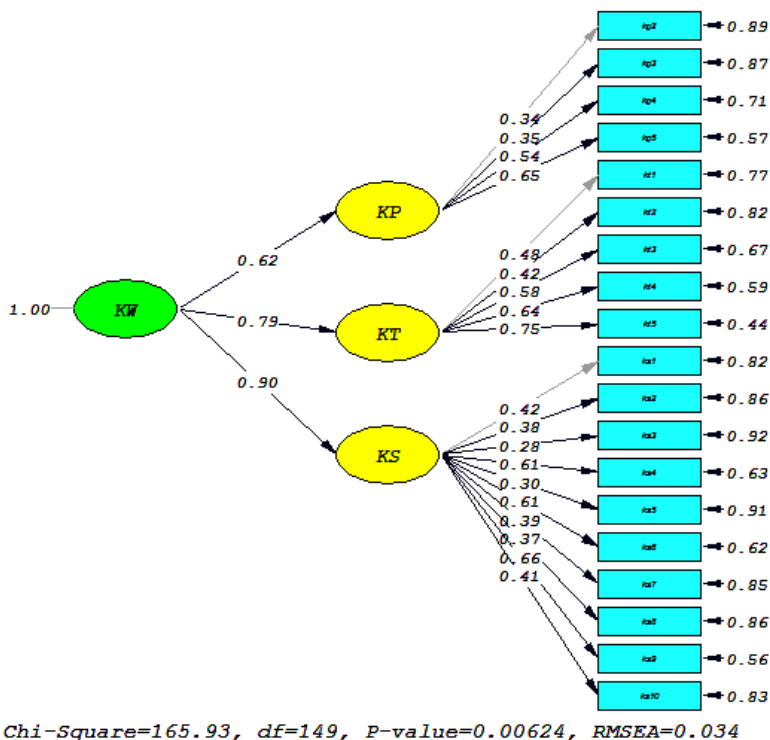 kp2 0.89
kp3 0.87
kp4 0.71
0.34
0.35
kp5 0.57
0.54
0.65
kt1 0.77
KP
kt2 0.82
0.62
0.48
kt3 0.67
0.42
0.58
kt4 0.59
1.00 KW
0.64
0.79
KT
0.75
kt5 0.44
ks1 0.82
0.90
ks2 0.86
0.42
0.38
ks3 0.92
0.28
KS
0.61
ks4 0.63
0.30
0.61
ks5 0.91
0.39
0.37
ks6 0.62
0.66
0.41
ks7 0.85
ks8 0.86
ks9 0.56
ks10 0.83
Chi-Square=165.93, df=149, P-value=0.00624, RMSEA=0.034